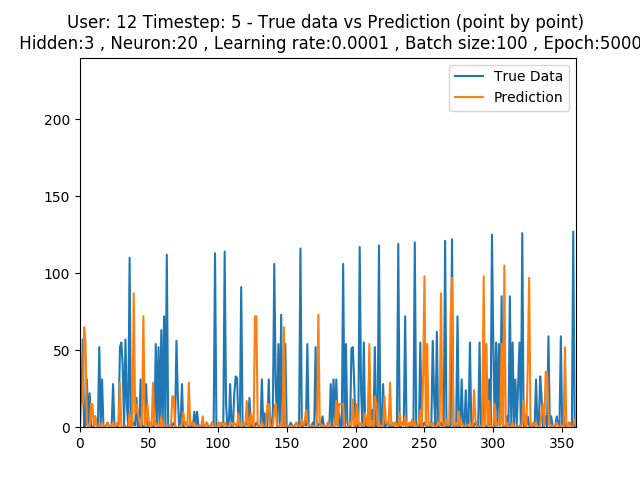 User: 12 Timestep: 5 - True data vs Prediction (point by point)
Hidden:3 , Neuron:20 , Learning rate:0.0001 , Batch size:100 , Epoch:5000
True Data
Prediction
200
150
100
50
0
0 50 100 150 200 250 300 350